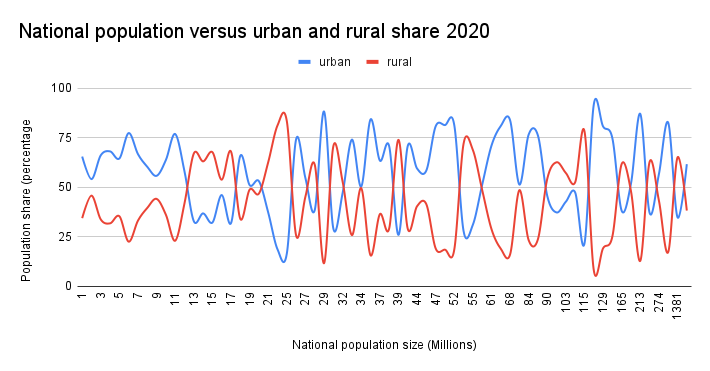 National population versus urban and rural share 2020
urban rural
Population share (percentage
100
75
50
25
0
1 3 5 7 9 11 13 15 17 19 21 25 27 29 32 34 37 39 44 47 52 55 61 68 84 90 103 115 129 165 213 274 1381
National population size (Millions)